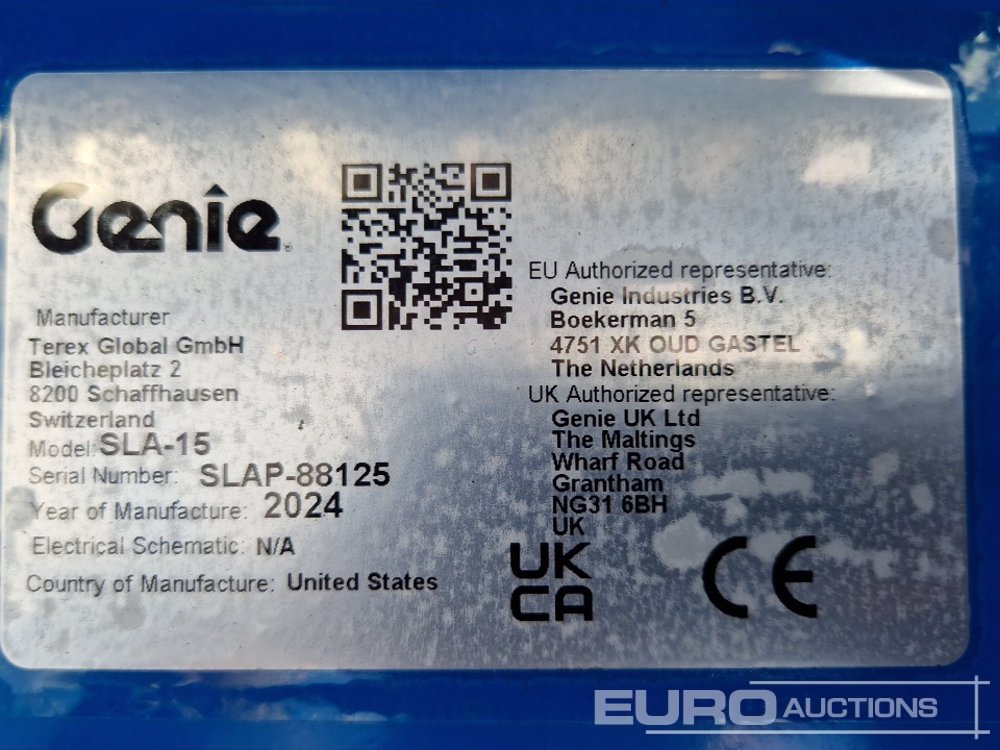 Genie
Manufacturer
Terex Global GmbH
Bleicheplatz 2
8200 Schaffhausen
Switzerland
Model: SLA-15
Serial Number: SLAP-88125
Year of Manufacture: 2024
Electrical Schematic: N/A
Country of Manufacture: United States
EU Authorized representative:
Genie Industries B.V.
Boekerman 5
4751 XK OUD GASTEL
The Netherlands
UK Authorized representative:
Genie UK Ltd
The Maltings
Wharf Road
Grantham
NG31 6BH
UK
UK
CA
CE
EURO AUCTIONS